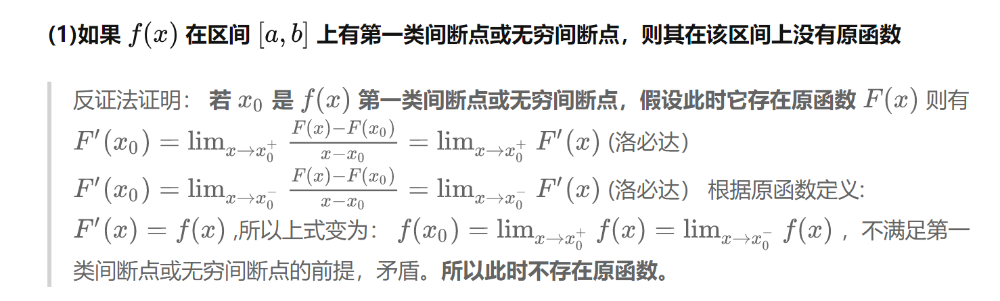 (1)如果 $f(x)$ 在区间 $[a,b]$ 上有第一类间断点或无穷间断点，则其在该区间上没有原函数
反证法证明： 若 $x_0$ 是 $f(x)$ 第一类间断点或无穷间断点，假设此时它存在原函数 $F(x)$ 则有
$F'(x_0)=\lim_{x\to x_0^+}\frac{F(x)-F(x_0)}{x-x_0}=\lim_{x\to x_0^+}F'(x)$ (洛必达）
$F'(x_0)=\lim_{x\to x_0^-}\frac{F(x)-F(x_0)}{x-x_0}=\lim_{x\to x_0^-}F'(x)$ (洛必达） 根据原函数定义:
$F'(x)=f(x)$ ,所以上式变为： $f(x_0)=\lim_{x\to x_0^+}f(x)=\lim_{x\to x_0^-}f(x)$ ，不满足第一
类间断点或无穷间断点的前提，矛盾。所以此时不存在原函数。